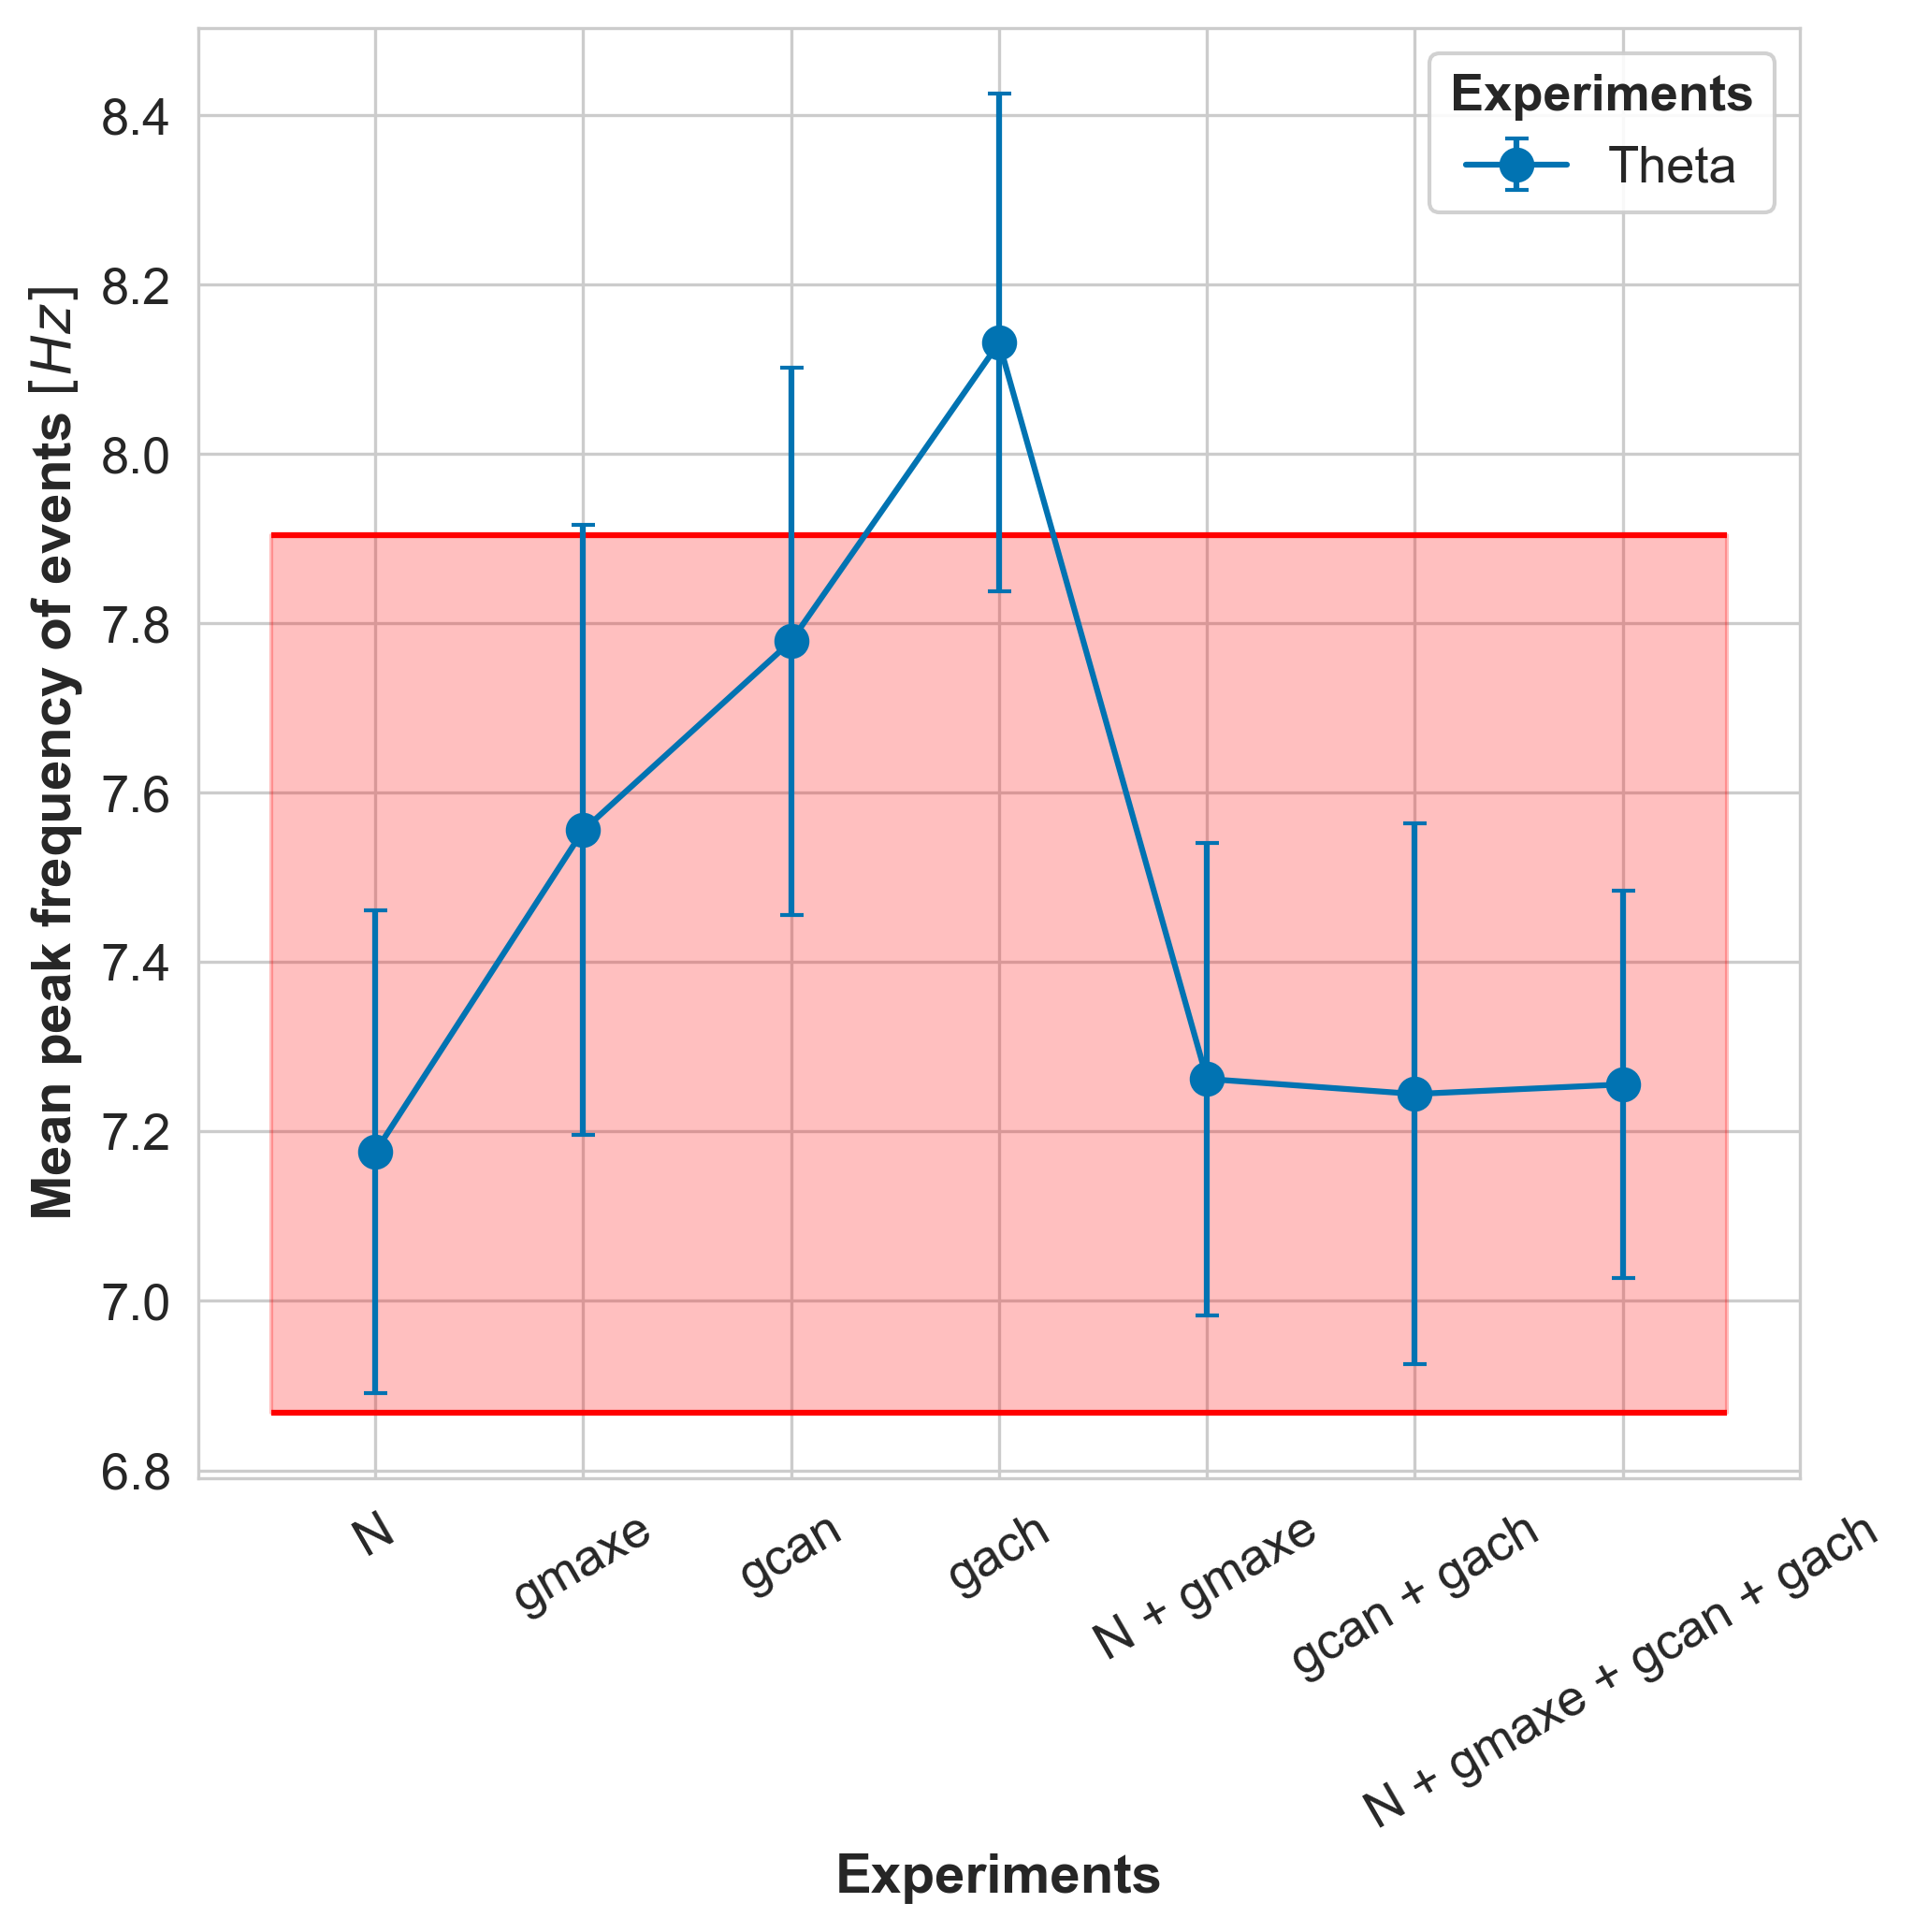 Experiments
Theta
Mean peak frequency of events [Hz]
8.4
8.2
8.0
7.8
7.6
7.4
7.2
7.0
6.8
N
gmaxe
gcan
gach
N + gmaxe
gcan + gach
N + gmaxe + gcan + gach
Experiments